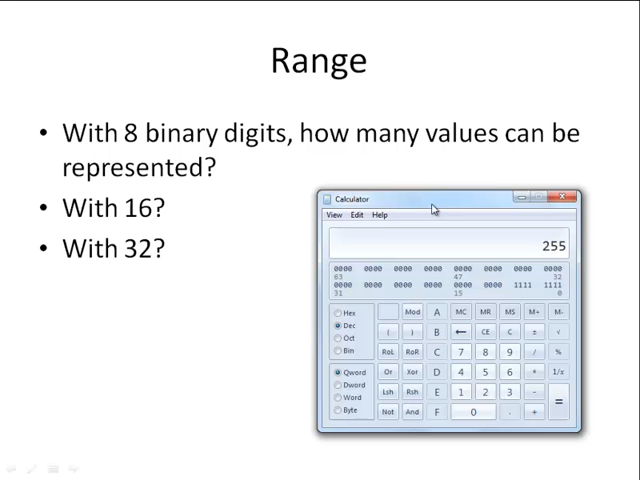 Range
• With 8 binary digits, how many values can be
represented?
• With 16?
• With 32?
Calculator
View Edit Help
255
0000 0000 0000 0000 0000 0000 0000 0000
63 47 32
0000 0000 0000 0000 0000 0000 1111 1111
31 15 0
Hex Mod A MC MR MS M+ M-
Dec ( ) B ← CE C ± √
Oct
Bin RoL RoR C 7 8 9 / %
Qword Or Xor D 4 5 6 * 1/x
Dword
Word Lsh Rsh E 1 2 3 - =
Byte Not And F 0 . +